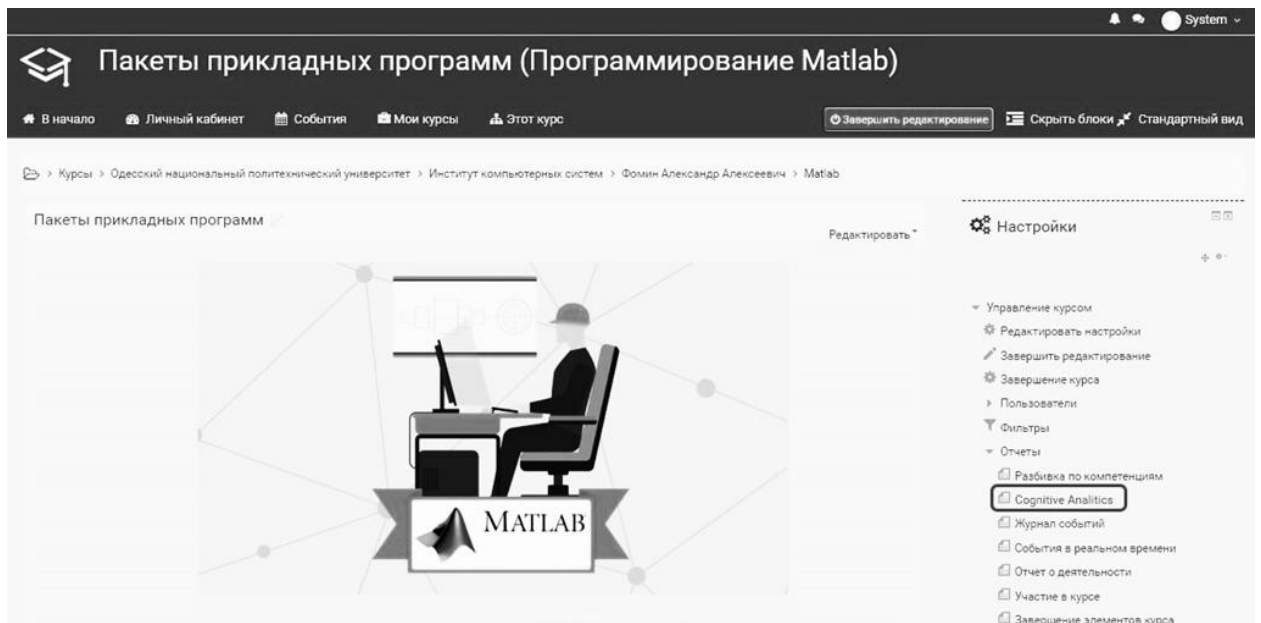 System
Пакеты прикладных программ (Программирование Matlab)
В начало Личный кабинет События Мои курсы Этот курс Завершить редактирование Скрыть блоки Стандартный вид
> Курсы > Одесский национальный политехнический университет > Институт компьютерных систем > Фомин Александр Алексеевич > Matlab
Пакеты прикладных программ
Редактировать
MATLAB
Настройки
Управление курсом
Редактировать настройки
Завершить редактирование
Завершение курса
Пользователи
Фильтры
Отчеты
Разбивка по компетенциям
Cognitive Analitics
Журнал событий
События в реальном времени
Отчет о деятельности
Участие в курсе
Завершение элементов курса